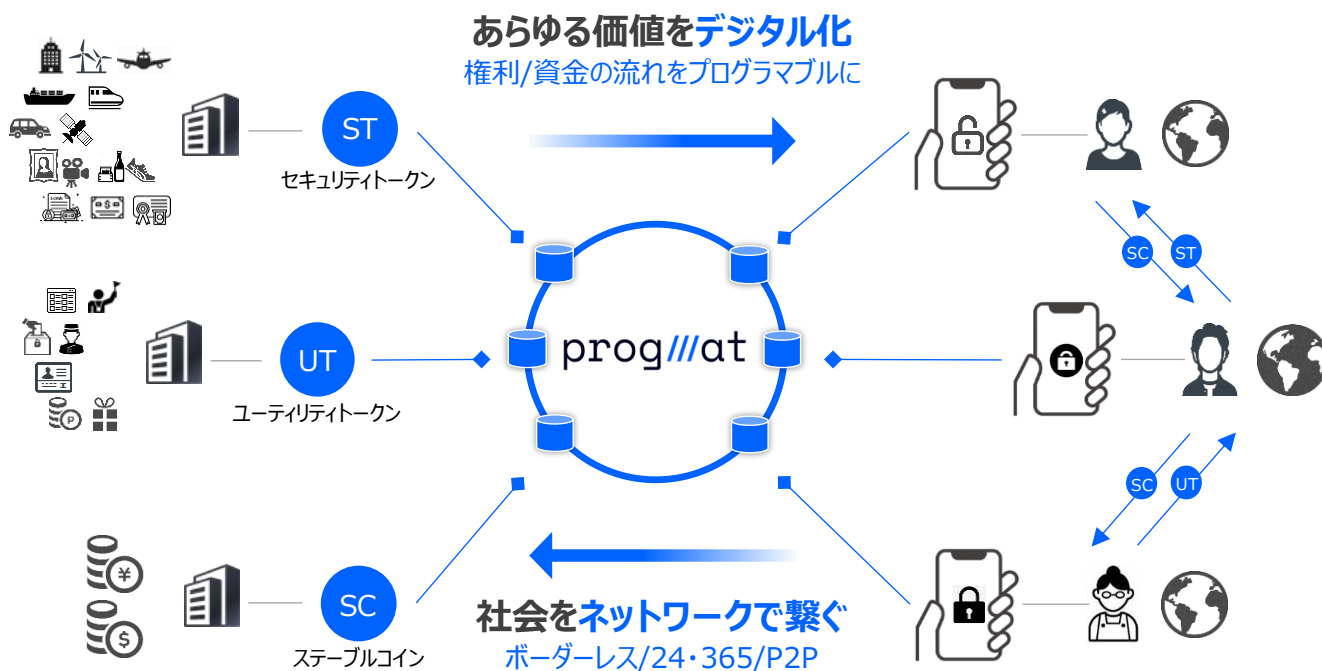 あらゆる価値をデジタル化
権利/資金の流れをプログラマブルに
ST
セキュリティトークン
SC
ST
UT
ユーティリティトークン
progmat
P
SC
UT
¥
$
SC
ステーブルコイン
社会をネットワークで繋ぐ
ボーダーレス/24・365/P2P